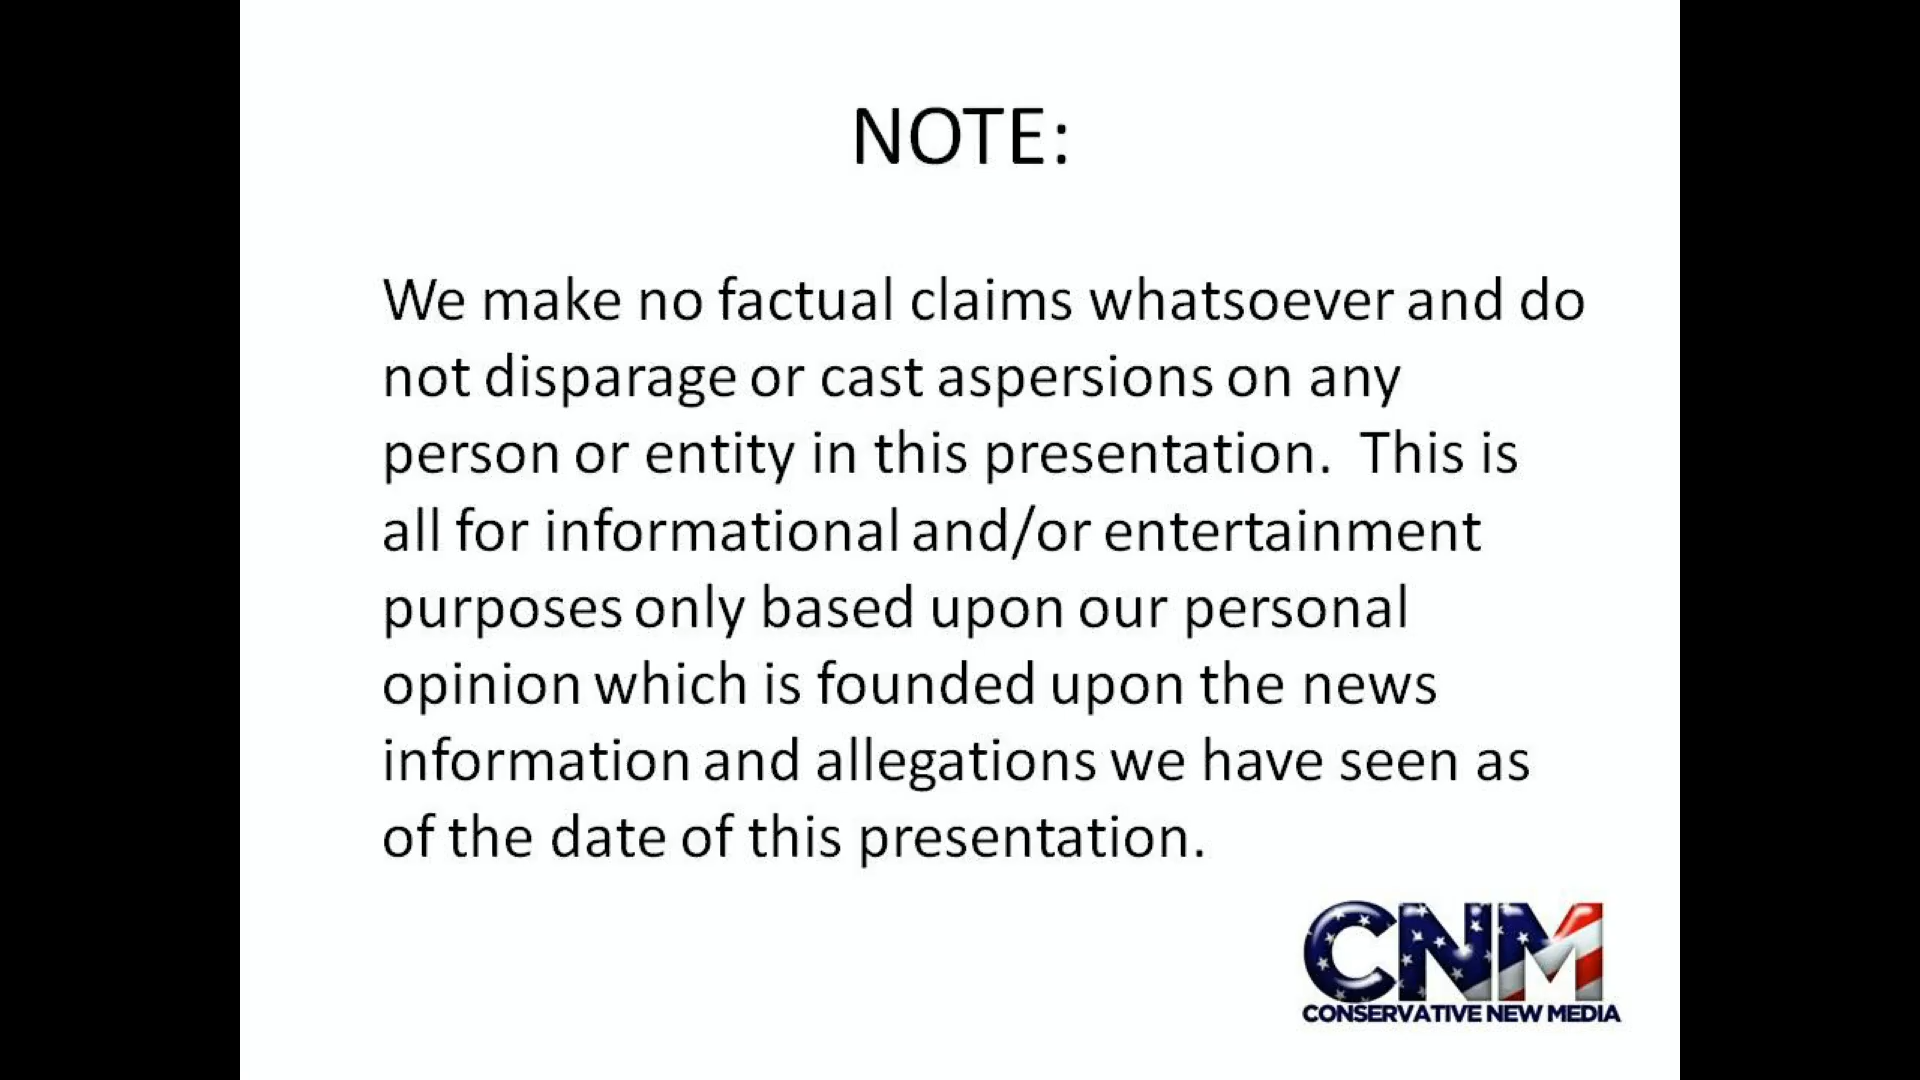 NOTE:
We make no factual claims whatsoever and do
not disparage or cast aspersions on any
person or entity in this presentation.  This is
all for informational and/or entertainment
purposes only based upon our personal
opinion which is founded upon the news
information and allegations we have seen as
of the date of this presentation.
CNM
CONSERVATIVE NEW MEDIA